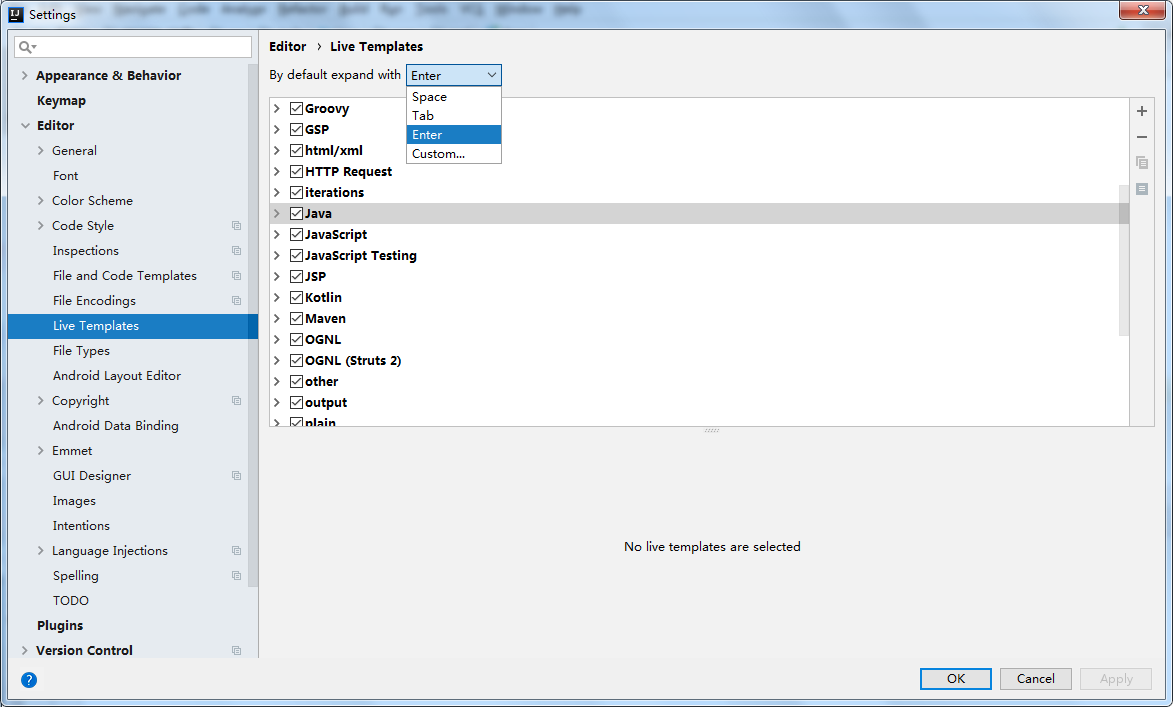 Settings
Appearance & Behavior
Keymap
Editor
General
Font
Color Scheme
Code Style
Inspections
File and Code Templates
File Encodings
Live Templates
File Types
Android Layout Editor
Copyright
Android Data Binding
Emmet
GUI Designer
Images
Intentions
Language Injections
Spelling
TODO
Plugins
Version Control
Editor › Live Templates
By default expand with Enter
Space
Tab
Enter
Custom...
Groovy
GSP
html/xml
HTTP Request
iterations
Java
JavaScript
JavaScript Testing
JSP
Kotlin
Maven
OGNL
OGNL (Struts 2)
other
output
plain
No live templates are selected
?
OK Cancel Apply